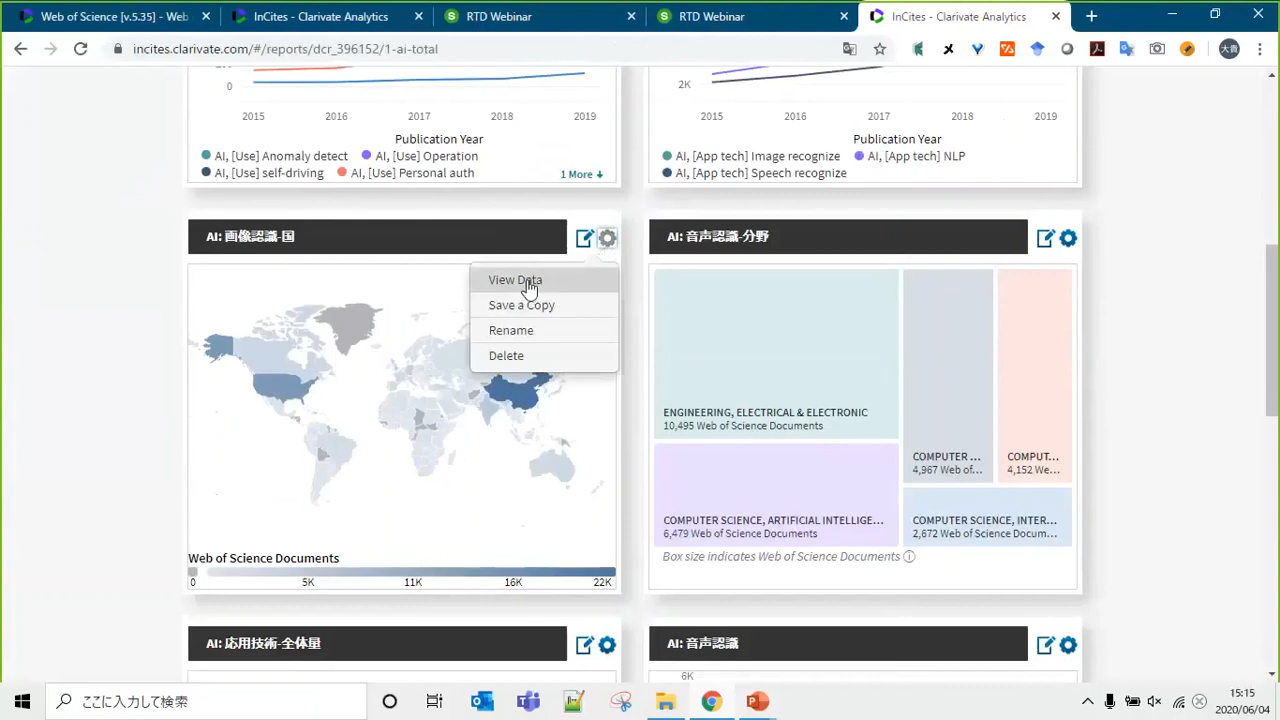 Web of Science [v.5.35] - Web
InCites - Clarivate Analytics
RTD Webinar
RTD Webinar
InCites - Clarivate Analytics
incites.clarivate.com/#/reports/dcr_396152/1-ai-total
大貴
0
2015 2016 2017 2018 2019
Publication Year
AI, [Use] Anomaly detect AI, [Use] Operation
AI, [Use] self-driving AI, [Use] Personal auth
1 More
2K
2015 2016 2017 2018 2019
Publication Year
AI, [App tech] Image recognize AI, [App tech] NLP
AI, [App tech] Speech recognize
AI: 画像認識-国
View Data
Save a Copy
Rename
Delete
Web of Science Documents
0 5K 11K 16K 22K
AI: 音声認識-分野
ENGINEERING, ELECTRICAL & ELECTRONIC
10,495 Web of Science Documents
COMPUTER ...
4,967 Web of...
COMPUT...
4,152 We...
COMPUTER SCIENCE, ARTIFICIAL INTELLIGE...
6,479 Web of Science Documents
COMPUTER SCIENCE, INTER...
2,672 Web of Scienc Docum...
Box size indicates Web of Science Documents
AI: 応用技術-全体量
AI: 音声認識
6K
ここに入力して検索
15:15
2020/06/04